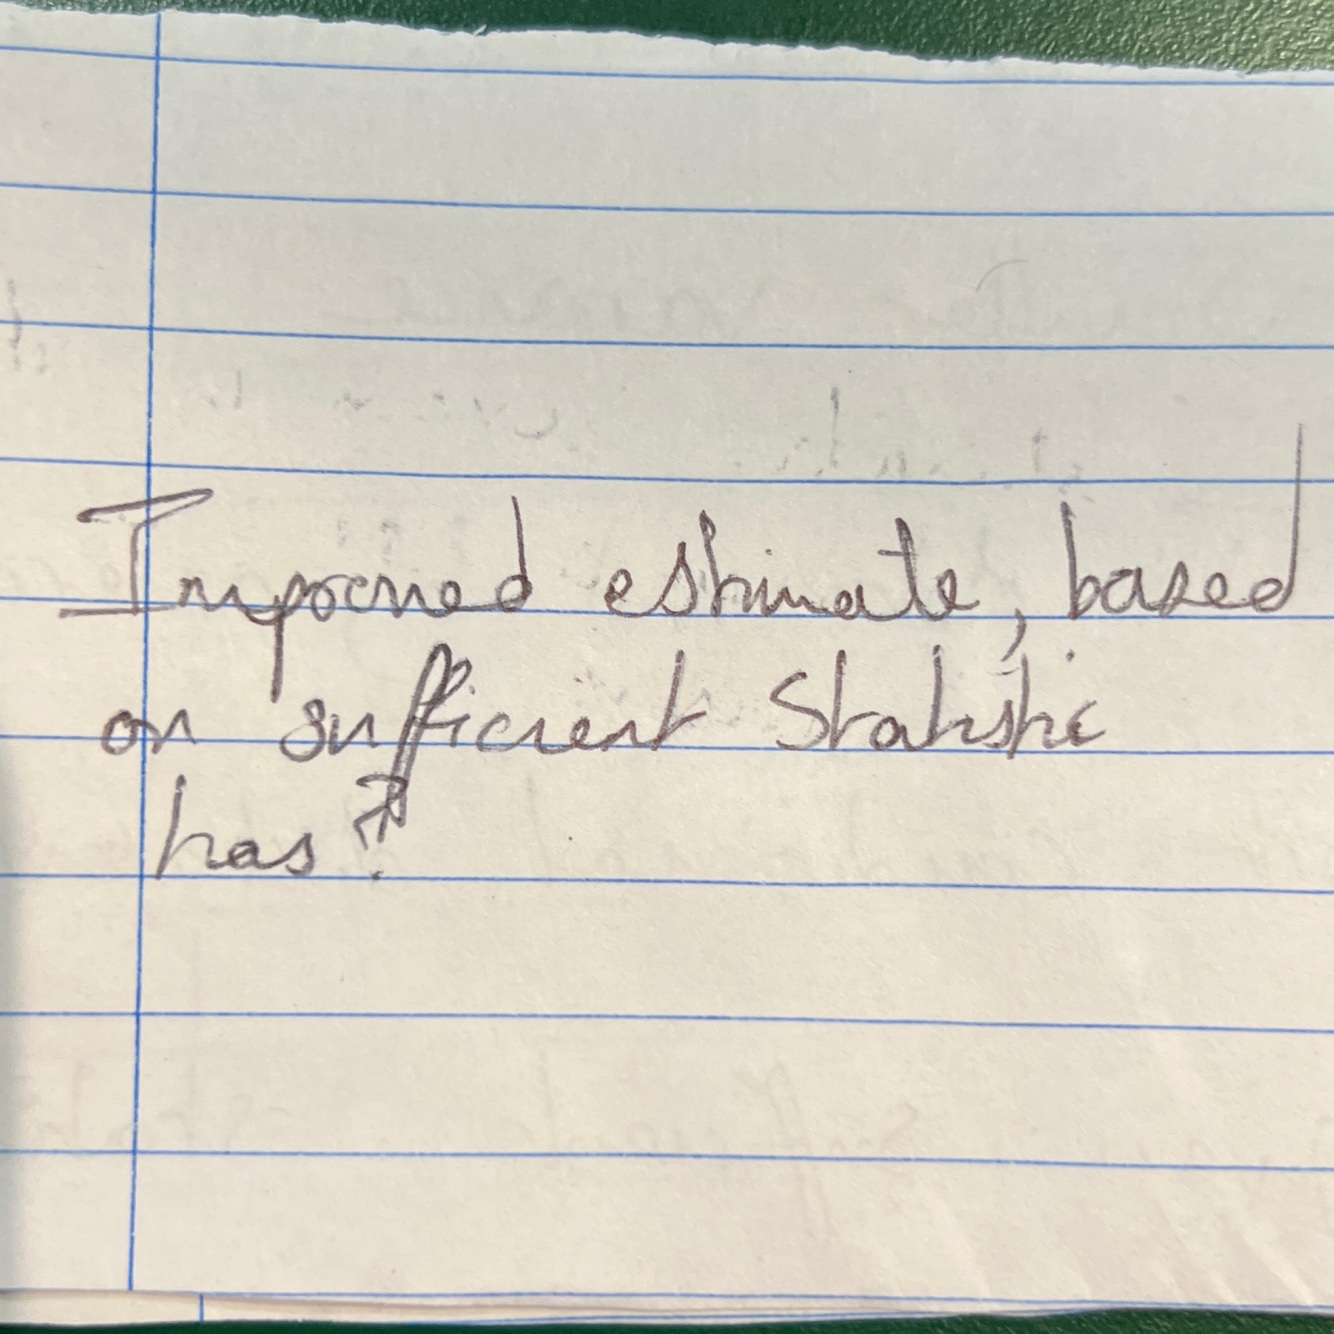 Improved estimate, based
on sufficient Statistic
has?